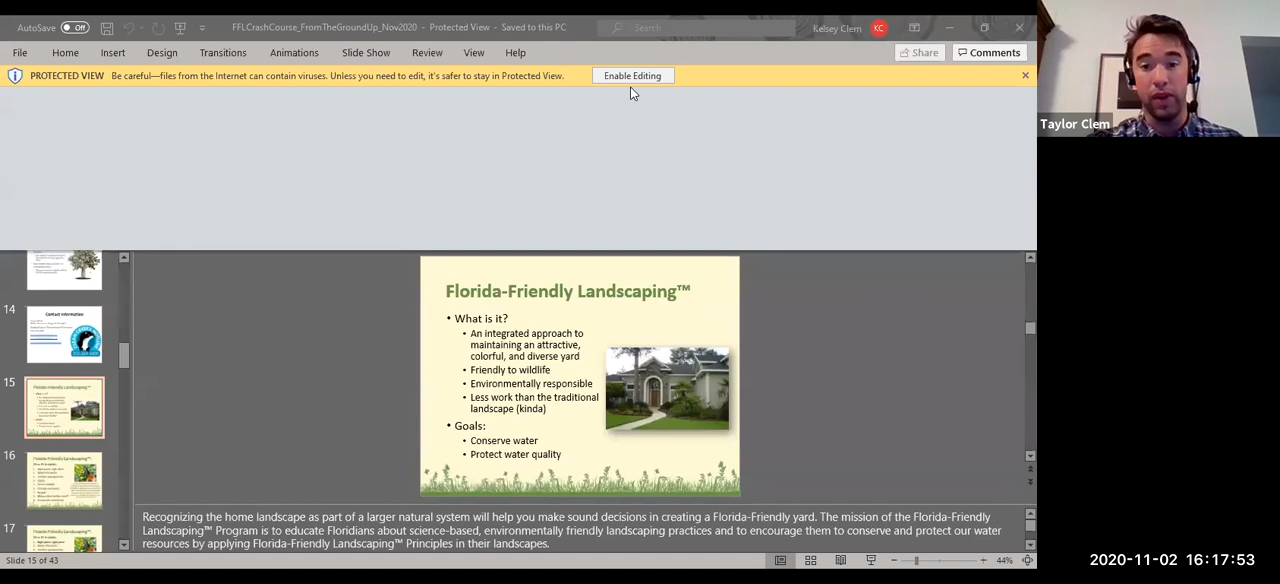 AutoSave Off FFLCrashCourse_FromTheGroundUp_Nov2020 - Protected View - Saved to this PC Search Kelsey Clem KC
File Home Insert Design Transitions Animations Slide Show Review View Help Share Comments
PROTECTED VIEW Be careful—files from the Internet can contain viruses. Unless you need to edit, it's safer to stay in Protected View. Enable Editing
Taylor Clem
14
Contact Information
15
Florida-Friendly Landscaping™
16
17
Florida-Friendly Landscaping™
• What is it?
• An integrated approach to
maintaining an attractive,
colorful, and diverse yard
• Friendly to wildlife
• Environmentally responsible
• Less work than the traditional
landscape (kinda)
• Goals:
• Conserve water
• Protect water quality
Recognizing the home landscape as part of a larger natural system will help you make sound decisions in creating a Florida-Friendly yard. The mission of the Florida-Friendly
Landscaping™ Program is to educate Floridians about science-based, environmentally friendly landscaping practices and to encourage them to conserve and protect our water
resources by applying Florida-Friendly Landscaping™ Principles in their landscapes.
Slide 15 of 43 44%
2020-11-02 16:17:53